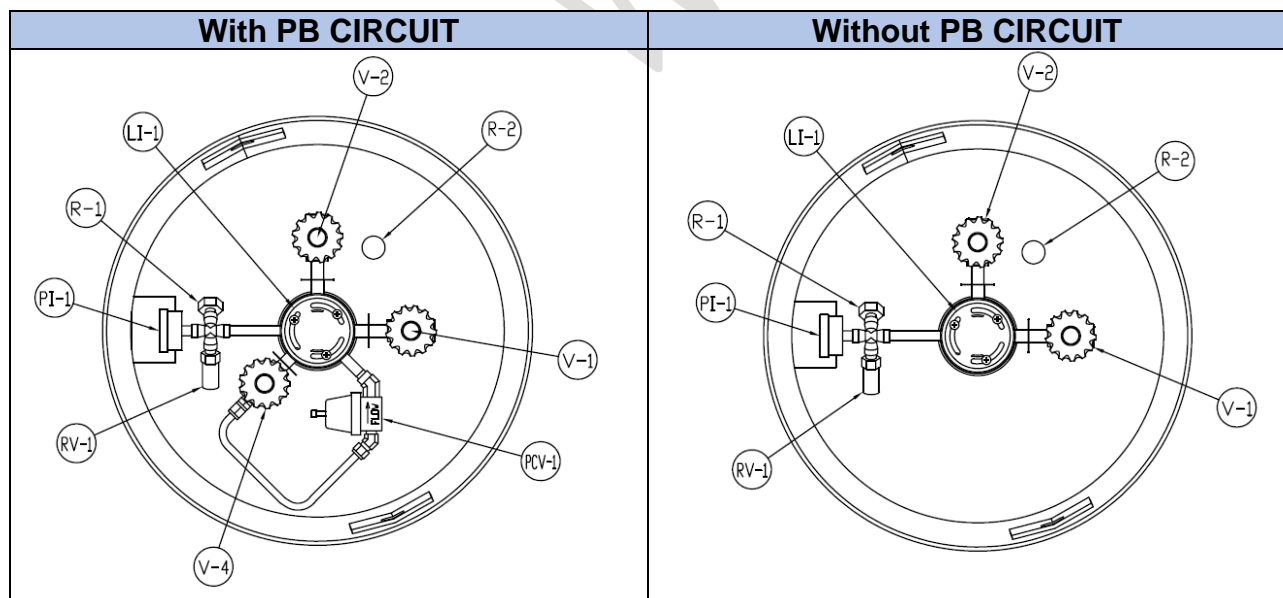 With PB CIRCUIT
Without PB CIRCUIT
V-2
LI-1
R-2
R-1
PI-1
V-1
RV-1
FLOW
PCV-1
V-4
V-2
LI-1
R-2
R-1
PI-1
V-1
RV-1